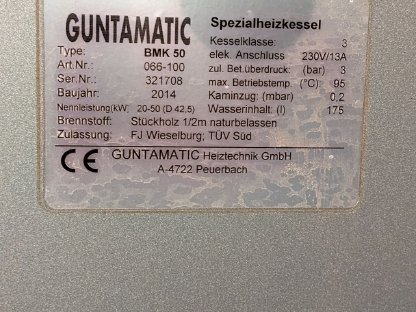 GUNTAMATIC Spezialheizkessel
Type: BMK 50 Kesselklasse: 3
Art.Nr.: 066-100 elek. Anschluss 230V/13A
Ser.Nr.: 321708 zul. Bet.überdruck: (bar) 3
Baujahr: 2014 max. Betriebstemp. (°C) 95
Nennleistung(kW) 20-50 (D 42,5) Kaminzug: (mbar) 0,2
Brennstoff: Stückholz 1/2m naturbelassen Wasserinhalt: (l) 175
Zulassung: FJ Wieselburg; TÜV Süd
CE GUNTAMATIC Heiztechnik GmbH
A-4722 Peuerbach